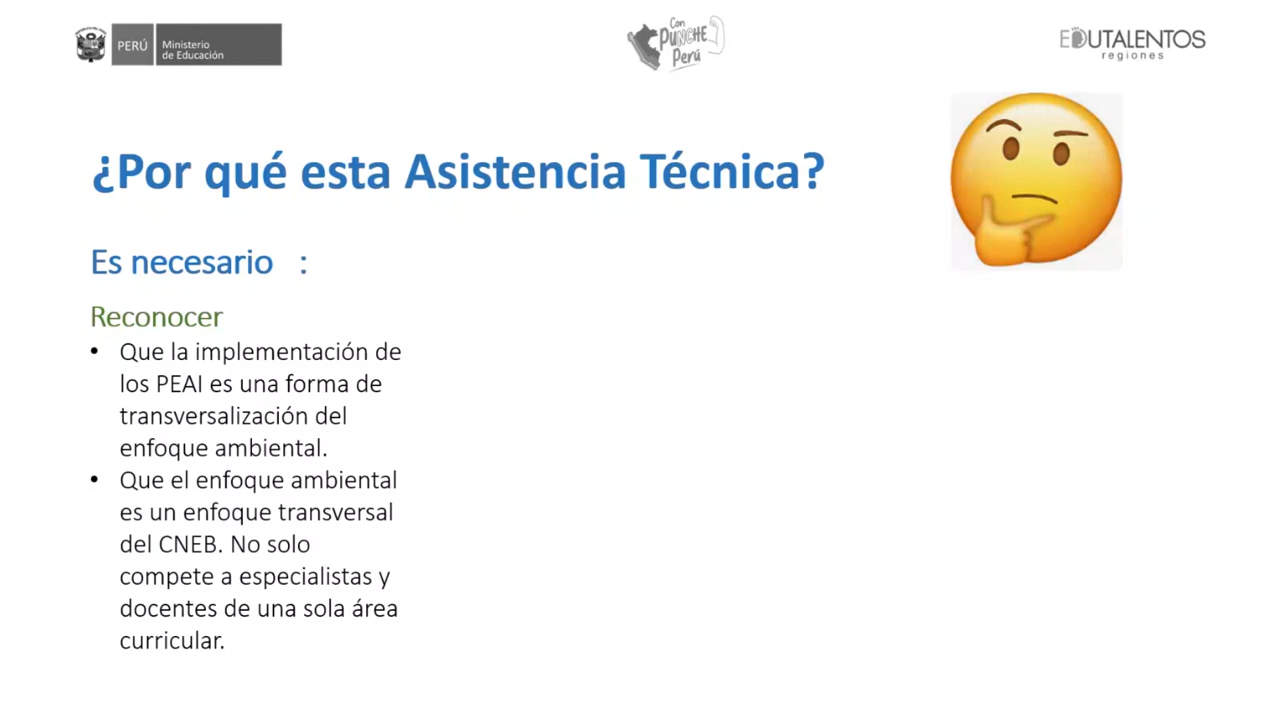 PERÚ
Ministerio
de Educación
Con
PUNCHE
Perú
EDUTALENTOS
regiones
¿Por qué esta Asistencia Técnica?
Es necesario :
Reconocer
• Que la implementación de
los PEAI es una forma de
transversalización del
enfoque ambiental.
• Que el enfoque ambiental
es un enfoque transversal
del CNEB. No solo
compete a especialistas y
docentes de una sola área
curricular.